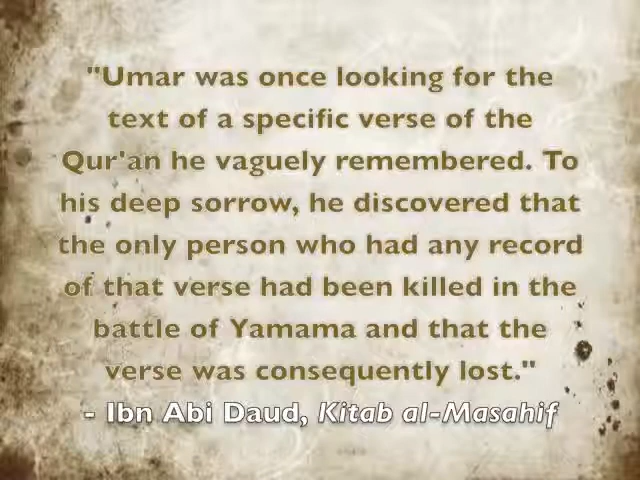 "Umar was once looking for the
text of a specific verse of the
Qur'an he vaguely remembered. To
his deep sorrow, he discovered that
the only person who had any record
of that verse had been killed in the
battle of Yamama and that the
verse was consequently lost."
- Ibn Abi Daud, Kitab al-Masahif